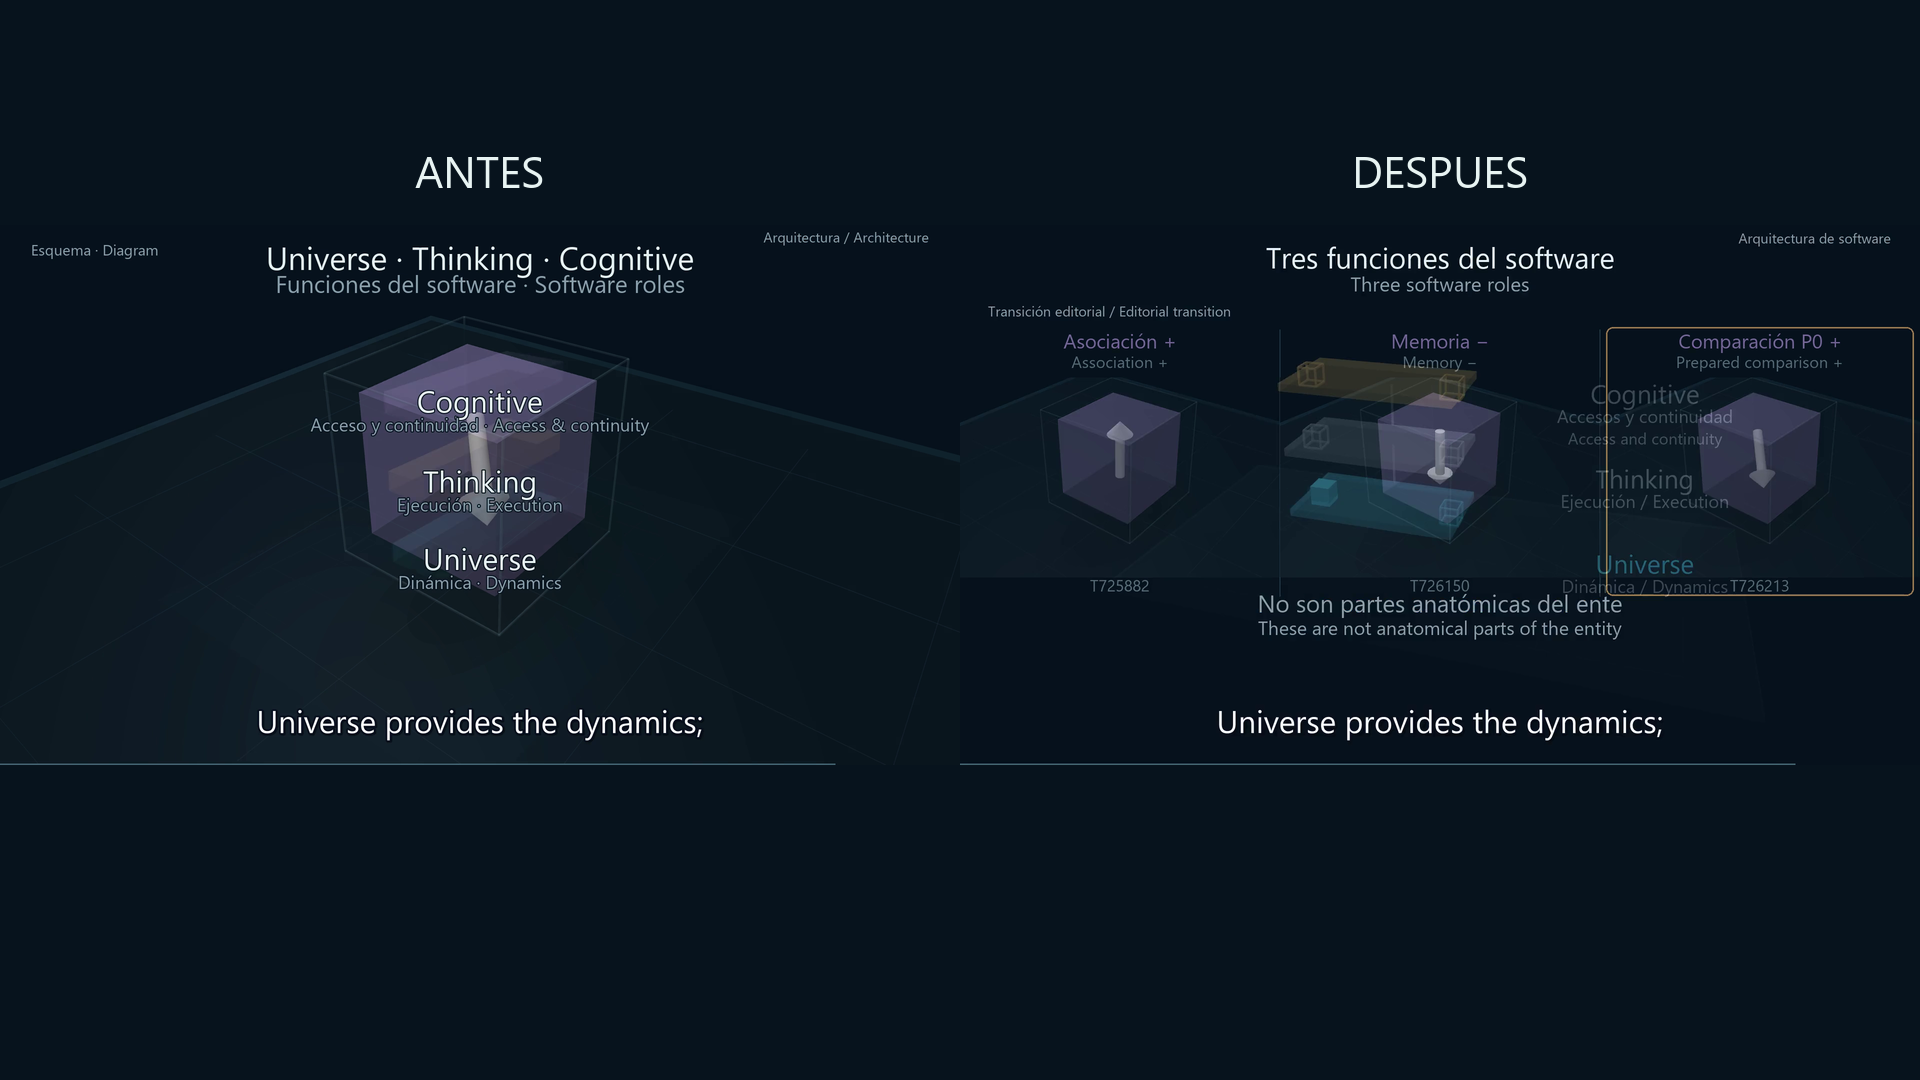 ANTES
Esquema · Diagram
Arquitectura / Architecture
Universe · Thinking · Cognitive
Funciones del software · Software roles
Cognitive
Acceso y continuidad · Access & continuity
Thinking
Ejecución · Execution
Universe
Dinámica · Dynamics
Universe provides the dynamics;
DESPUES
Arquitectura de software
Tres funciones del software
Three software roles
Transición editorial / Editorial transition
Asociación +
Association +
Memoria −
Memory −
Comparación P0 +
Prepared comparison +
Cognitive
Accesos y continuidad
Access and continuity
Thinking
Ejecución / Execution
Universe
Dinámica / Dynamics
T725882
T726150
T726213
No son partes anatómicas del ente
These are not anatomical parts of the entity
Universe provides the dynamics;